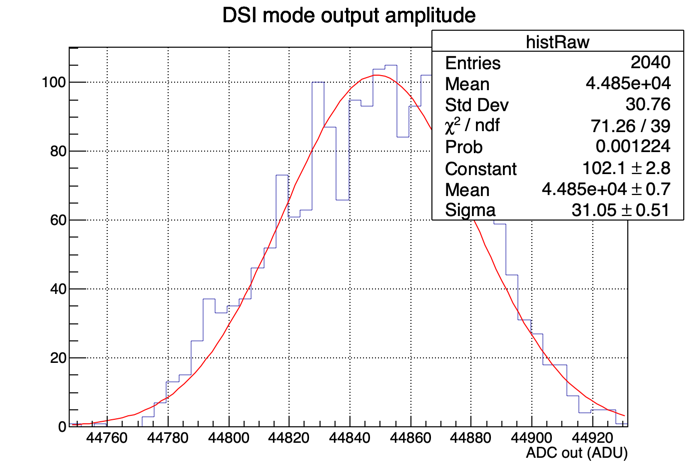 DSI mode output amplitude
histRaw
Entries 2040
Mean 4.485e+04
Std Dev 30.76
χ² / ndf 71.26 / 39
Prob 0.001224
Constant 102.1 ± 2.8
Mean 4.485e+04 ± 0.7
Sigma 31.05 ± 0.51
100
80
60
40
20
0
44760 44780 44800 44820 44840 44860 44880 44900 44920
ADC out (ADU)